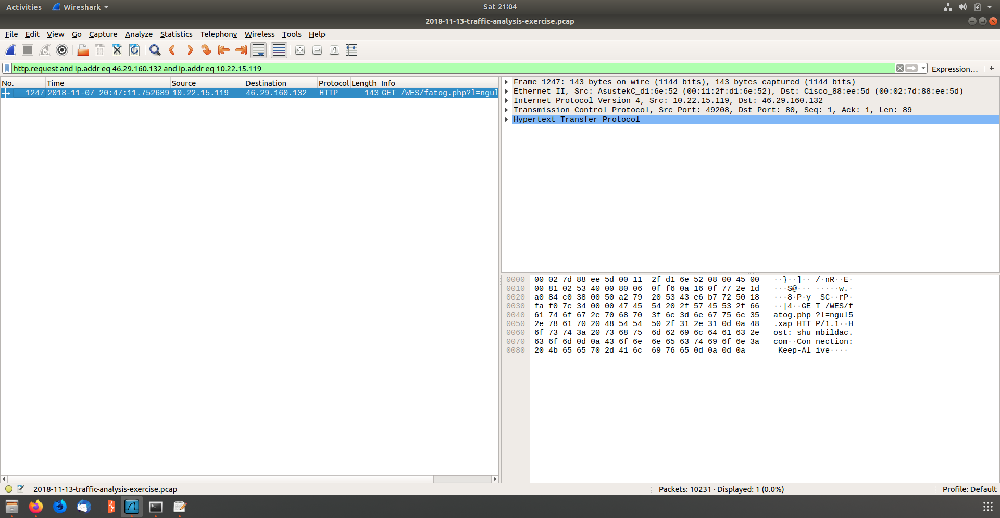 Activities Wireshark Sat 21:04
2018-11-13-traffic-analysis-exercise.pcap
File Edit View Go Capture Analyze Statistics Telephony Wireless Tools Help
http.request and ip.addr eq 46.29.160.132 and ip.addr eq 10.22.15.119 Expression… +
No. Time Source Destination Protocol Length Info
1247 2018-11-07 20:47:11.752689 10.22.15.119 46.29.160.132 HTTP 143 GET /WES/fatog.php?l=ngul
Frame 1247: 143 bytes on wire (1144 bits), 143 bytes captured (1144 bits)
Ethernet II, Src: AsustekC_d1:6e:52 (00:11:2f:d1:6e:52), Dst: Cisco_88:ee:5d (00:02:7d:88:ee:5d)
Internet Protocol Version 4, Src: 10.22.15.119, Dst: 46.29.160.132
Transmission Control Protocol, Src Port: 49208, Dst Port: 80, Seq: 1, Ack: 1, Len: 89
Hypertext Transfer Protocol
0000 00 02 7d 88 ee 5d 00 11 2f d1 6e 52 08 00 45 00 ··}··]·· /·nR··E·
0010 00 81 02 53 40 00 80 06 0f f6 0a 16 0f 77 2e 1d ···S@··· ·····w.·
0020 a0 84 c0 38 00 50 a2 79 20 53 43 e6 b7 72 50 18 ···8·P·y SC··rP·
0030 fa f0 7c 34 00 00 47 45 54 20 2f 57 45 53 2f 66 ··|4··GE T /WES/f
0040 61 74 6f 67 2e 70 68 70 3f 6c 3d 6e 67 75 6c 35 atog.php ?l=ngul5
0050 2e 78 61 70 20 48 54 54 50 2f 31 2e 31 0d 0a 48 .xap HTT P/1.1··H
0060 6f 73 74 3a 20 73 68 75 6d 62 69 6c 64 61 63 2e ost: shu mbildac.
0070 63 6f 6d 0d 0a 43 6f 6e 6e 65 63 74 69 6f 6e 3a com··Con nection:
0080 20 4b 65 65 70 2d 41 6c 69 76 65 0d 0a 0d 0a Keep-Al ive····
2018-11-13-traffic-analysis-exercise.pcap Packets: 10231 · Displayed: 1 (0.0%) Profile: Default